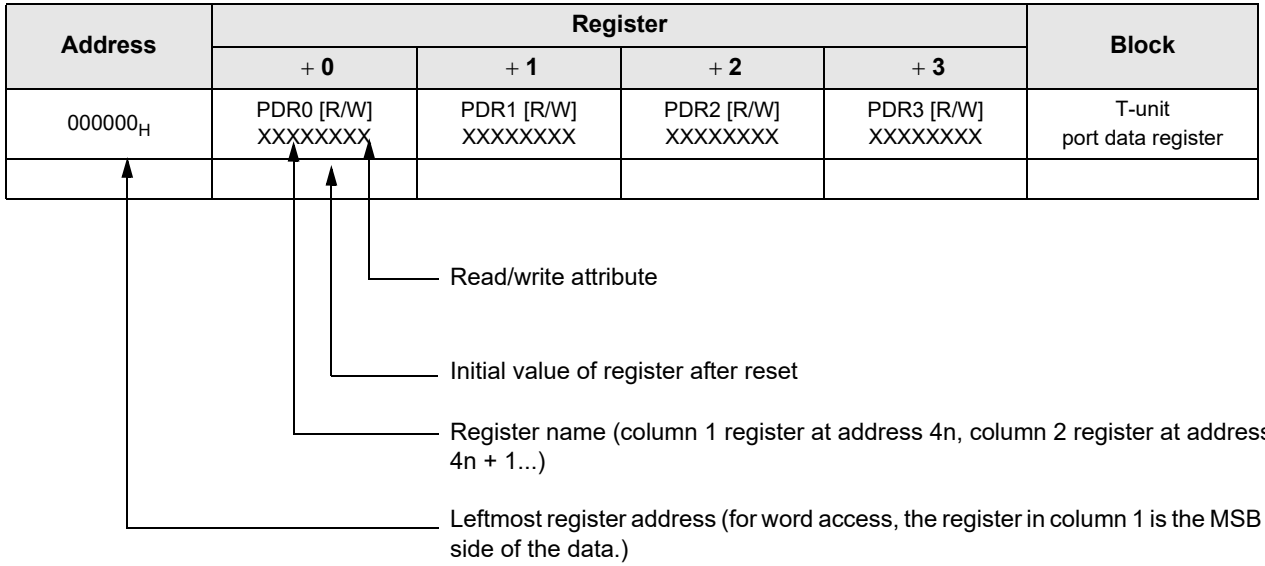 Address
Register
Block
+ 0
+ 1
+ 2
+ 3
000000H
PDR0 [R/W]
XXXXXXXX
PDR1 [R/W]
XXXXXXXX
PDR2 [R/W]
XXXXXXXX
PDR3 [R/W]
XXXXXXXX
T-unit
port data register
Read/write attribute
Initial value of register after reset
Register name (column 1 register at address 4n, column 2 register at address
4n + 1...)
Leftmost register address (for word access, the register in column 1 is the MSB
side of the data.)